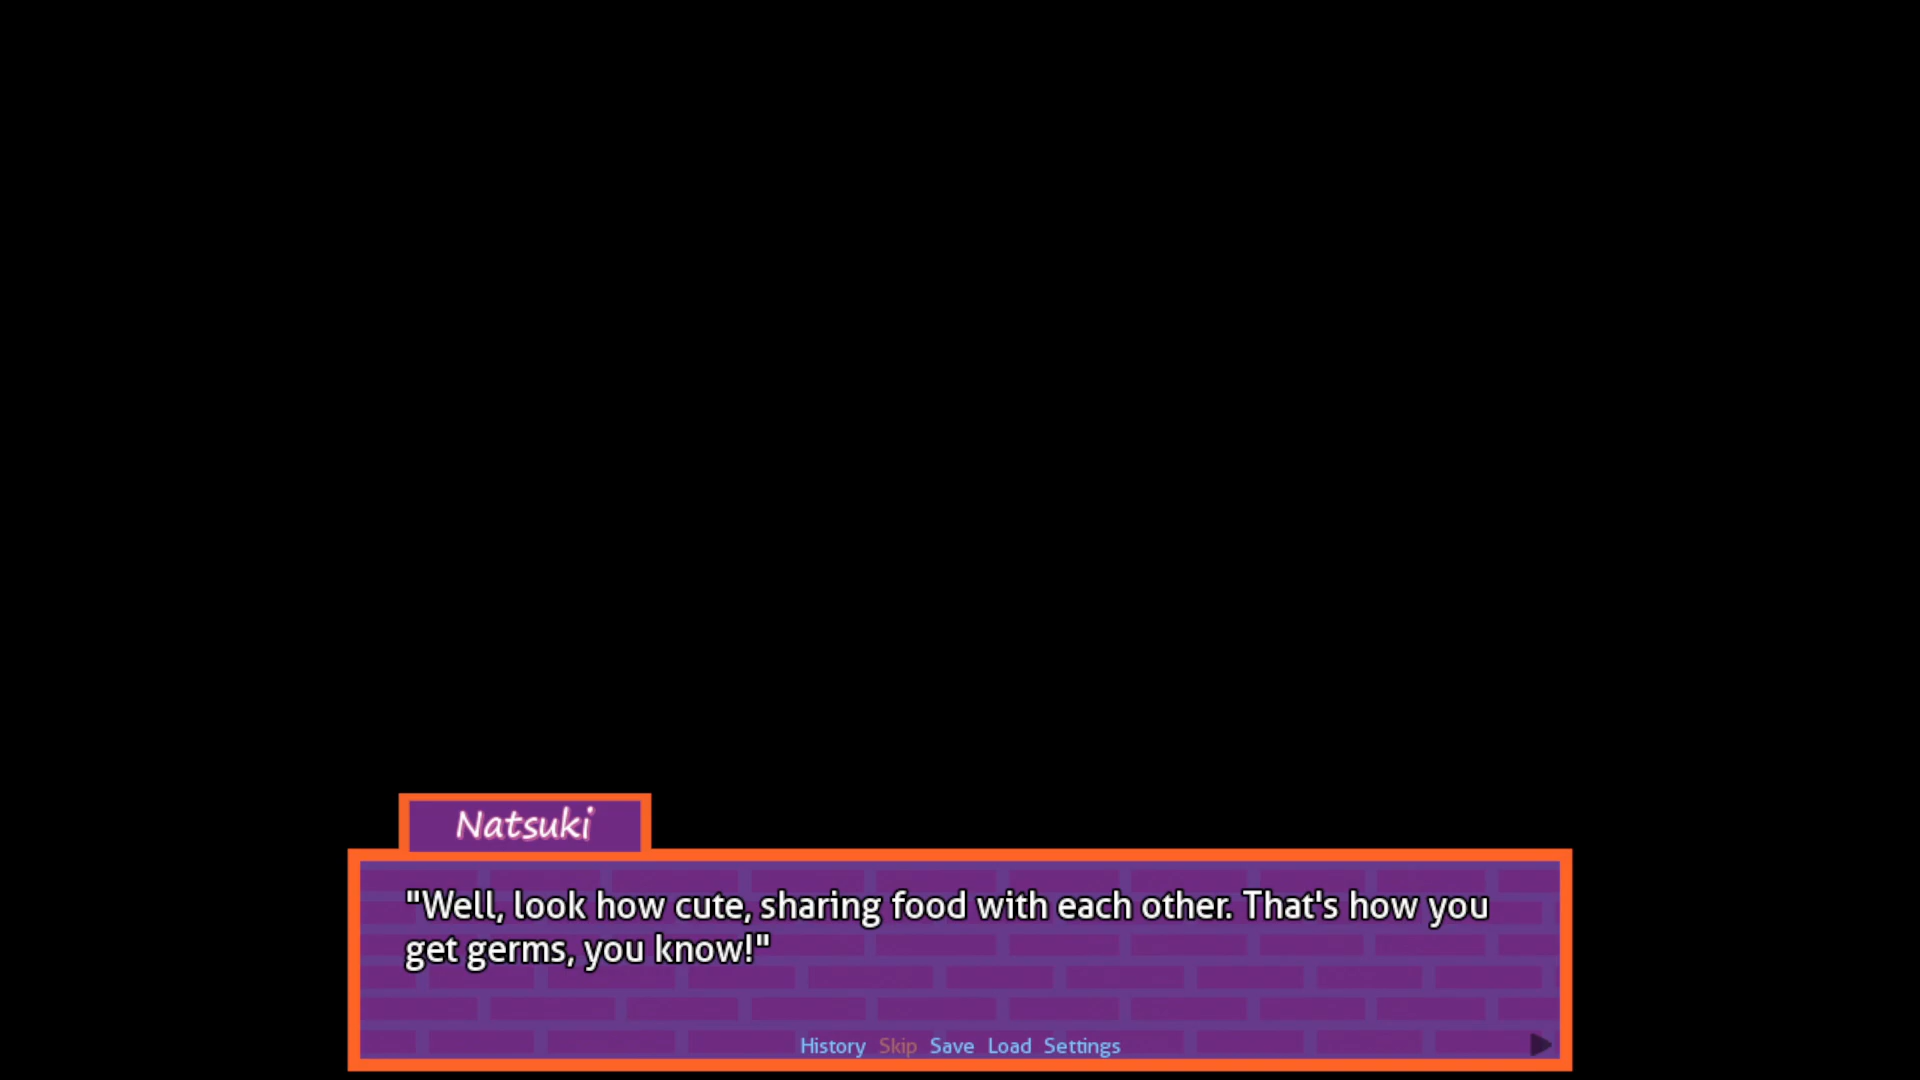 Natsuki
"Well, look how cute, sharing food with each other. That's how you
get germs, you know!"
History Skip Save Load Settings